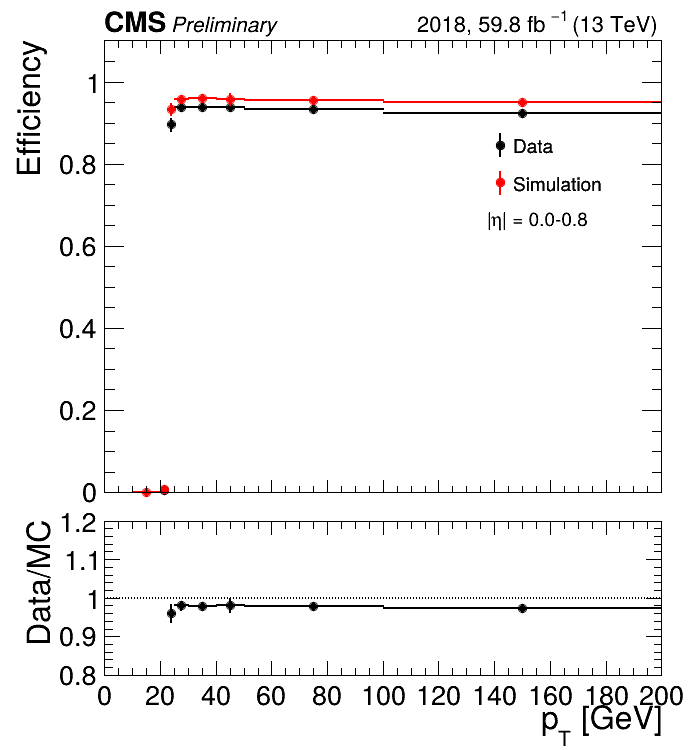 CMS Preliminary 2018, 59.8 fb⁻¹ (13 TeV)
Efficiency
1
0.8
0.6
0.4
0.2
0
Data
Simulation
|η| = 0.0-0.8
Data/MC
1.2
1.1
1
0.9
0.8
0 20 40 60 80 100 120 140 160 180 200
p_T [GeV]